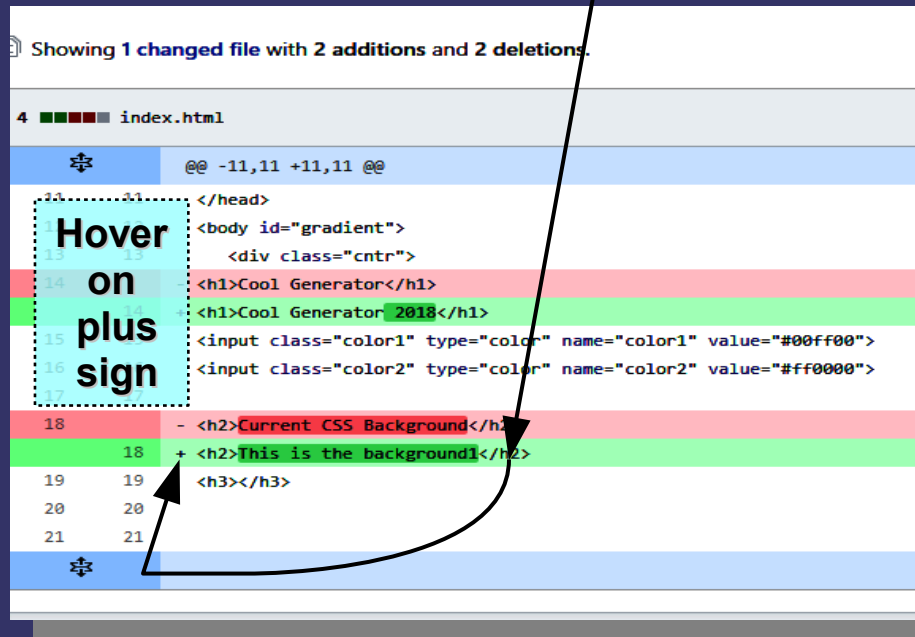 Showing 1 changed file with 2 additions and 2 deletions.
4 index.html
@@ -11,11 +11,11 @@
11 11 </head>
<body id="gradient">
13 13 <div class="cntr">
14 - <h1>Cool Generator</h1>
14 + <h1>Cool Generator 2018</h1>
15 <input class="color1" type="color" name="color1" value="#00ff00">
16 <input class="color2" type="color" name="color2" value="#ff0000">
17 17
18 - <h2>Current CSS Background</h2>
18 + <h2>This is the background1</h2>
19 19 <h3></h3>
20 20
21 21
Hover
on
plus
sign